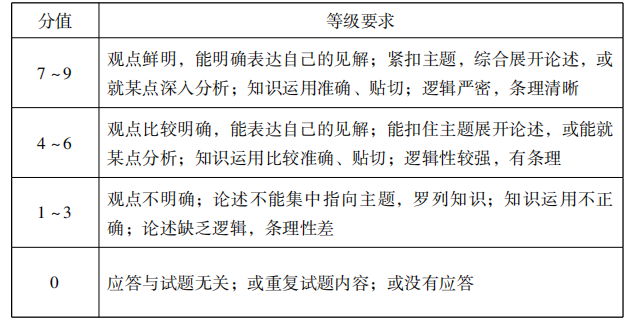 分值 等级要求
7~9 观点鲜明，能明确表达自己的见解；紧扣主题，综合展开论述，或
就某点深入分析；知识运用准确、贴切；逻辑严密，条理清晰
4~6 观点比较明确，能表达自己的见解；能扣住主题展开论述，或能就
某点分析；知识运用比较准确、贴切；逻辑性较强，有条理
1~3 观点不明确；论述不能集中指向主题，罗列知识；知识运用不正
确；论述缺乏逻辑，条理性差
0 应答与试题无关；或重复试题内容；或没有应答